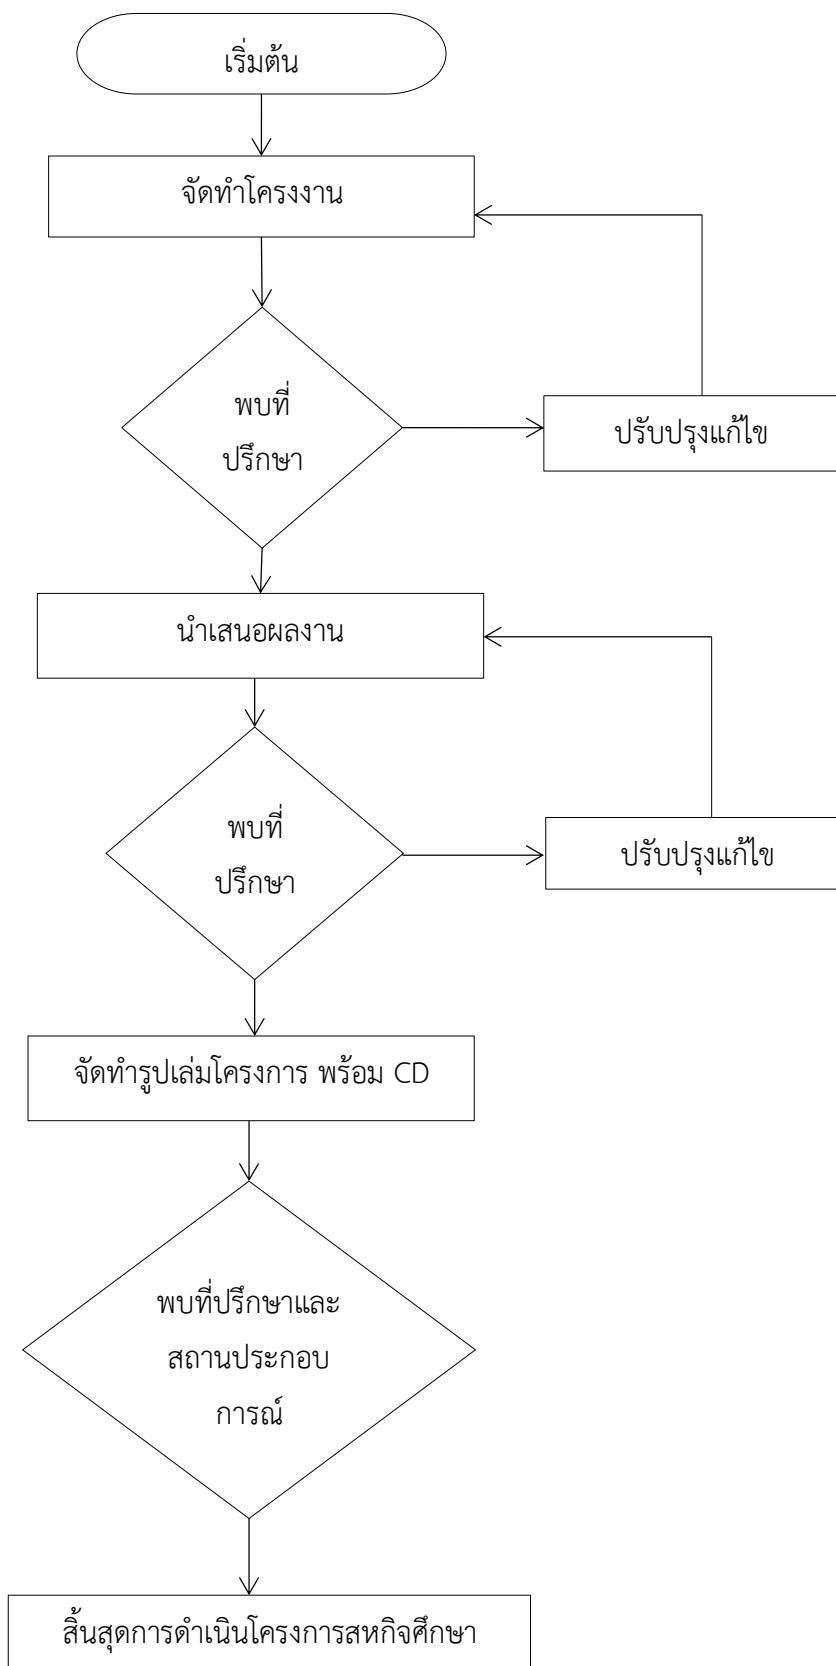 เริ่มต้น
จัดทำโครงงาน
พบที่
ปรึกษา
ปรับปรุงแก้ไข
นำเสนอผลงาน
พบที่
ปรึกษา
ปรับปรุงแก้ไข
จัดทำรูปเล่มโครงการ พร้อม CD
พบที่ปรึกษาและ
สถานประกอบ
การณ์
สิ้นสุดการดำเนินโครงการสหกิจศึกษา